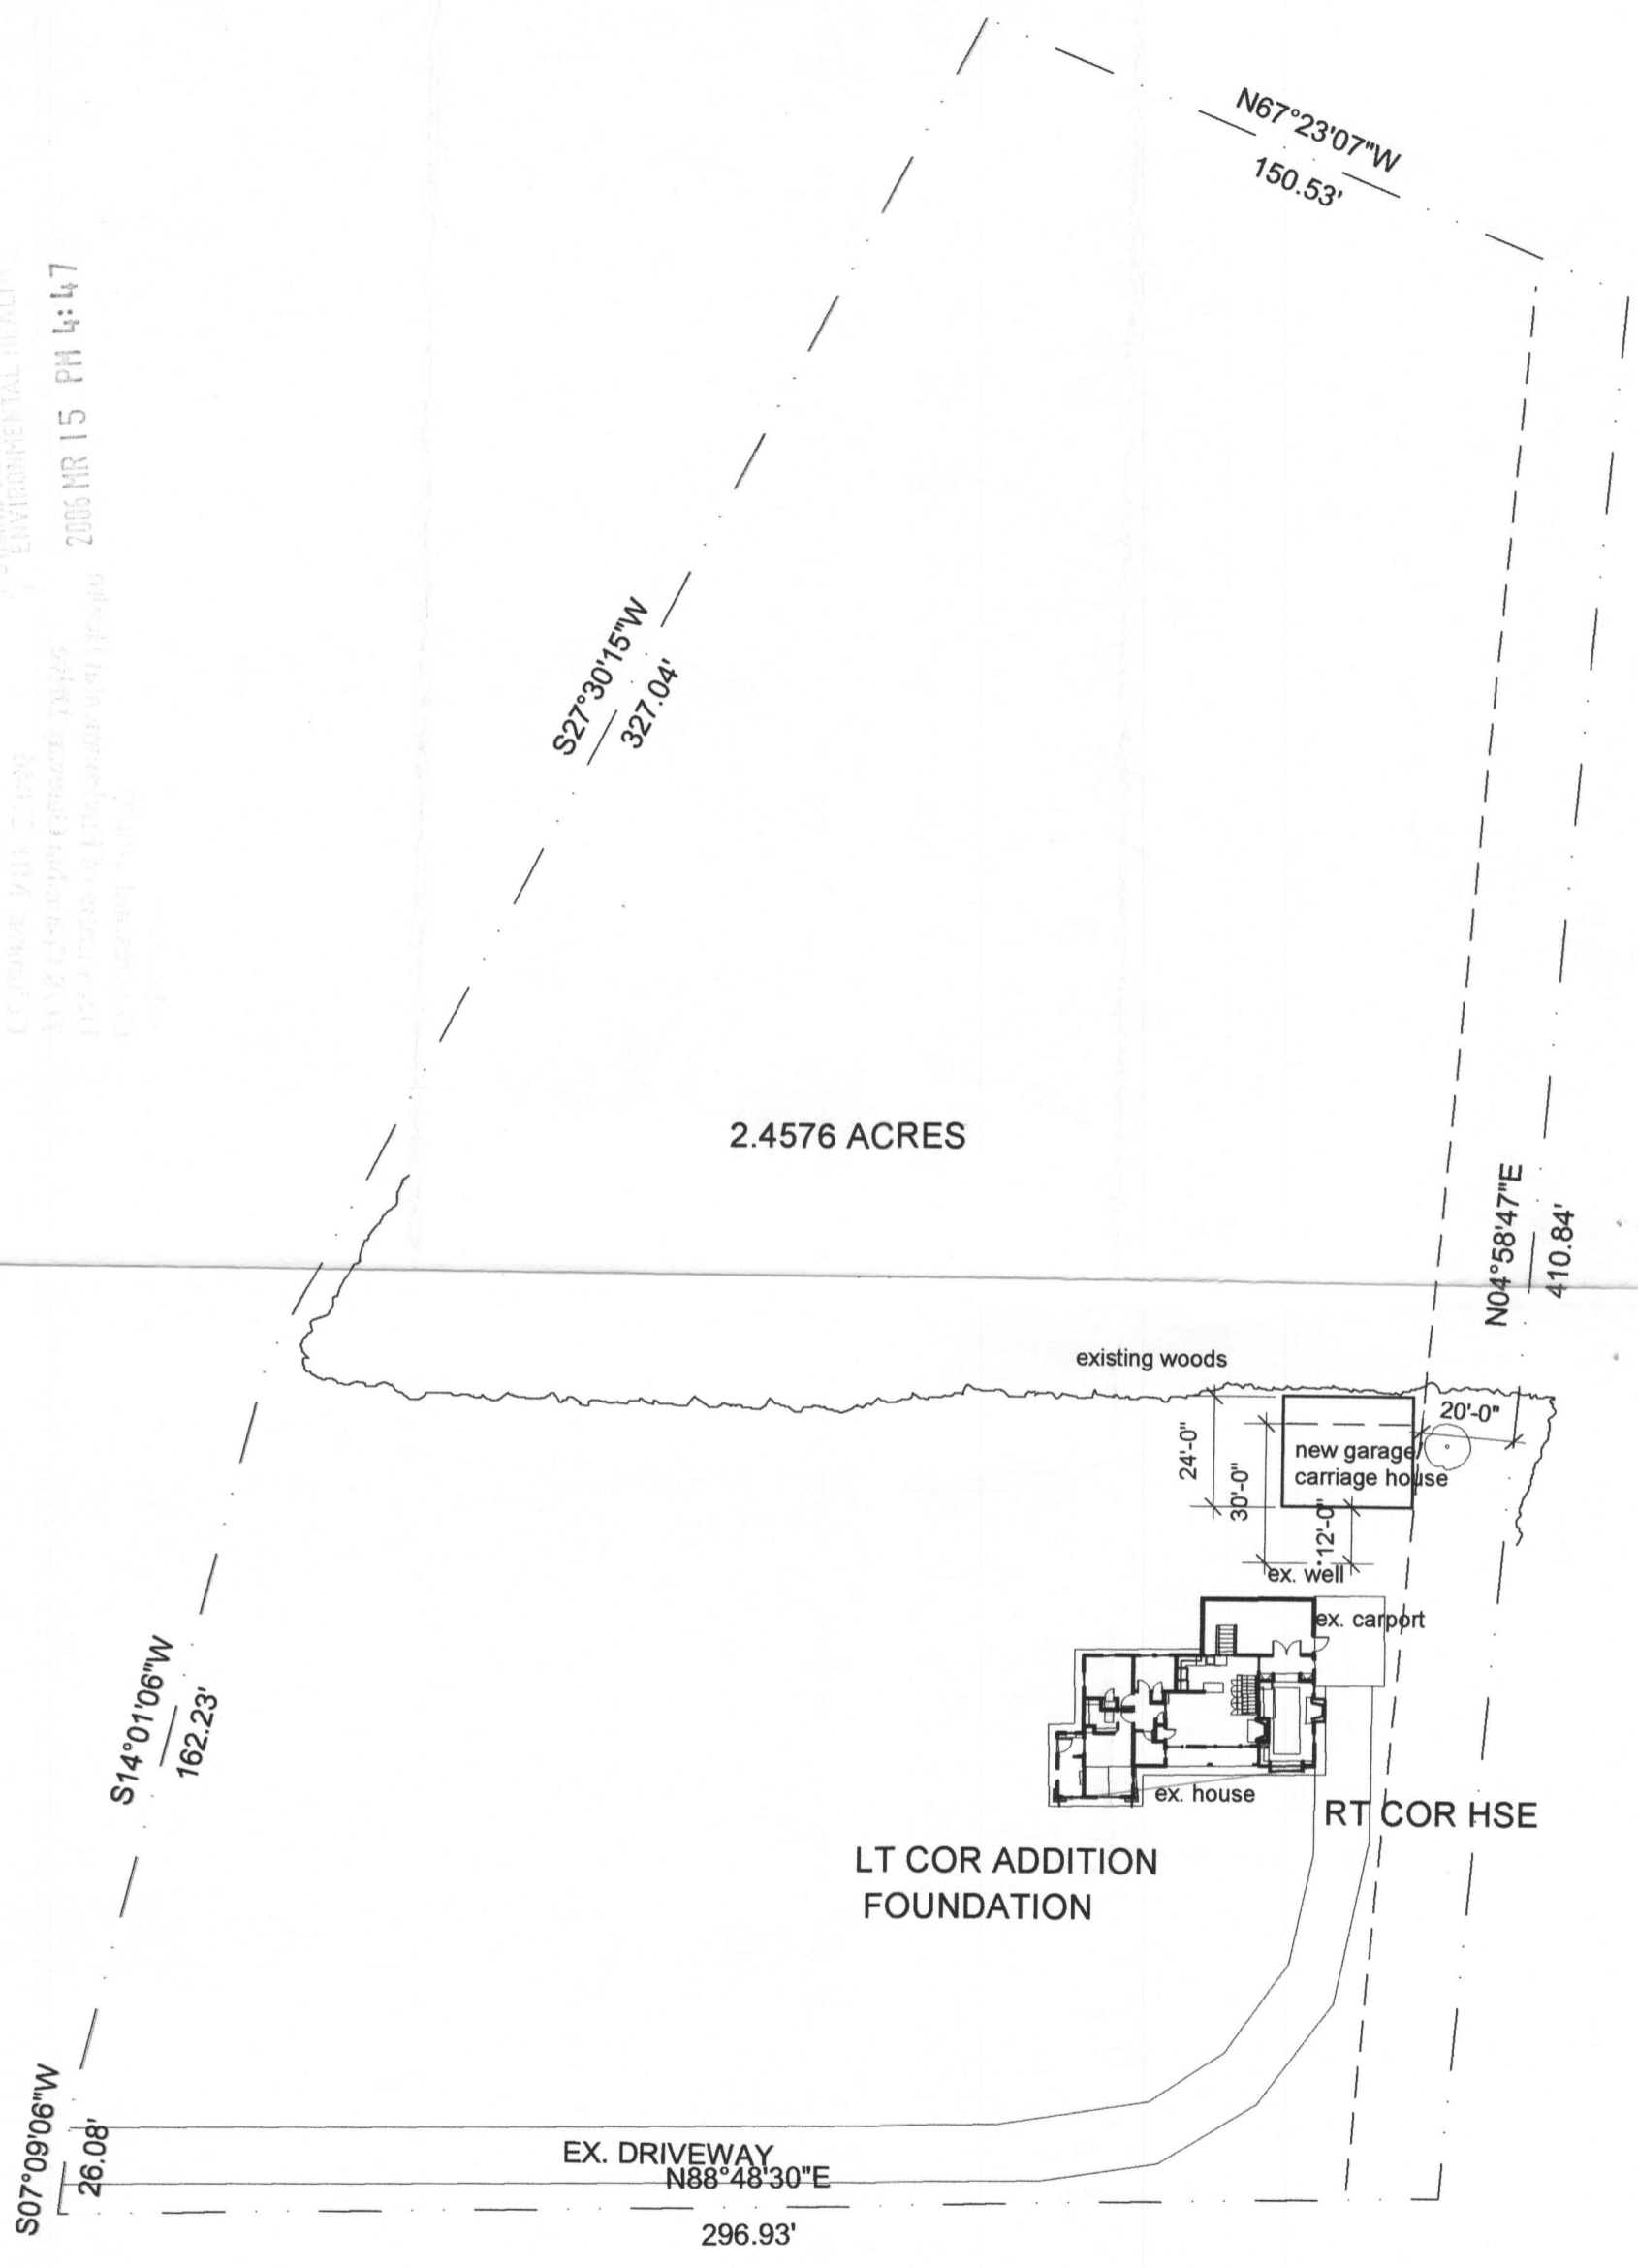 N67°23'07"W
150.53'
2006 MR 15 PM 4:47
S27°30'15"W
327.04'
2.4576 ACRES
N04°58'47"E
410.84'
existing woods
20'-0"
24'-0"
30'-0"
new garage/
carriage house
12'-0"
ex. well
ex. carport
S14°01'06"W
162.23'
ex. house
RT COR HSE
LT COR ADDITION
FOUNDATION
S07°09'06"W
26.08'
EX. DRIVEWAY
N88°48'30"E
296.93'